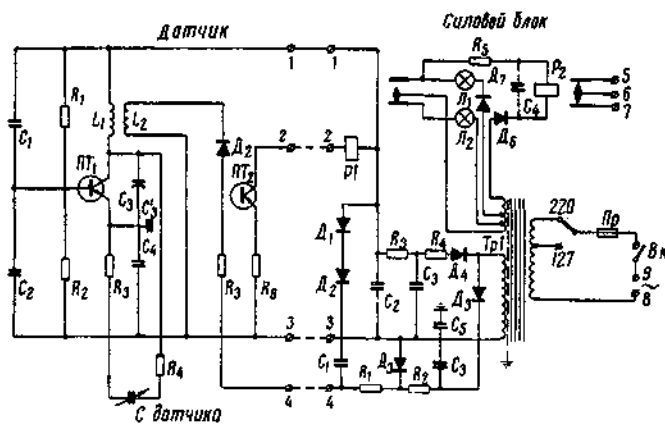 Датчик
Силовой блок
R5
Д7
Р2
5
6
7
Л1
Л2
C4
Д6
1 1
R1
L1
L2
C1
Д2
2 2
ПТ1
ПТ2
Р1
C3
C'3
C4
220
Пр
127
Вк
9
~
8
Д1
R3
R4
Тр1
Д4
Д2
C3
Д3
C2
R2
R3
R3
R8
C2
C5
3 3
R4
C1
Д3
C3
R1
R2
4 4
С датчика